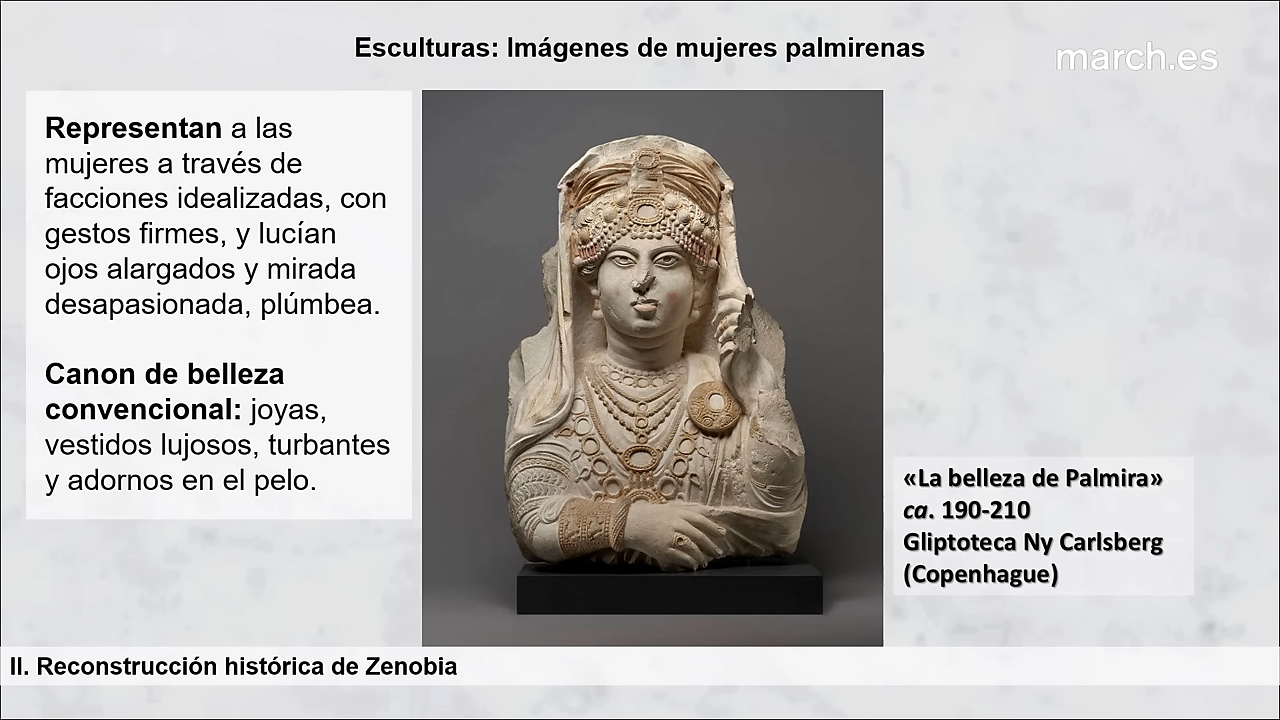 Esculturas: Imágenes de mujeres palmirenas
march.es
Representan a las
mujeres a través de
facciones idealizadas, con
gestos firmes, y lucían
ojos alargados y mirada
desapasionada, plúmbea.
Canon de belleza
convencional: joyas,
vestidos lujosos, turbantes
y adornos en el pelo.
«La belleza de Palmira»
ca. 190-210
Gliptoteca Ny Carlsberg
(Copenhague)
II. Reconstrucción histórica de Zenobia